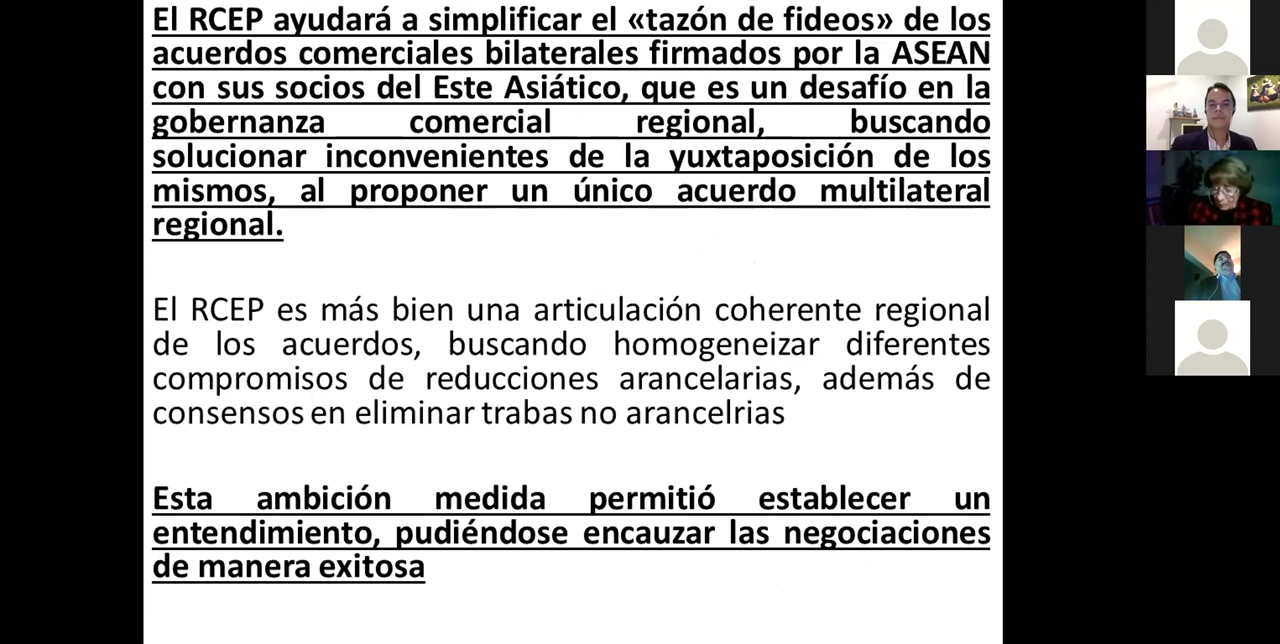 El RCEP ayudará a simplificar el «tazón de fideos» de los
acuerdos comerciales bilaterales firmados por la ASEAN
con sus socios del Este Asiático, que es un desafío en la
gobernanza comercial regional, buscando
solucionar inconvenientes de la yuxtaposición de los
mismos, al proponer un único acuerdo multilateral
regional.
El RCEP es más bien una articulación coherente regional
de los acuerdos, buscando homogeneizar diferentes
compromisos de reducciones arancelarias, además de
consensos en eliminar trabas no arancelrias
Esta ambición medida permitió establecer un
entendimiento, pudiéndose encauzar las negociaciones
de manera exitosa